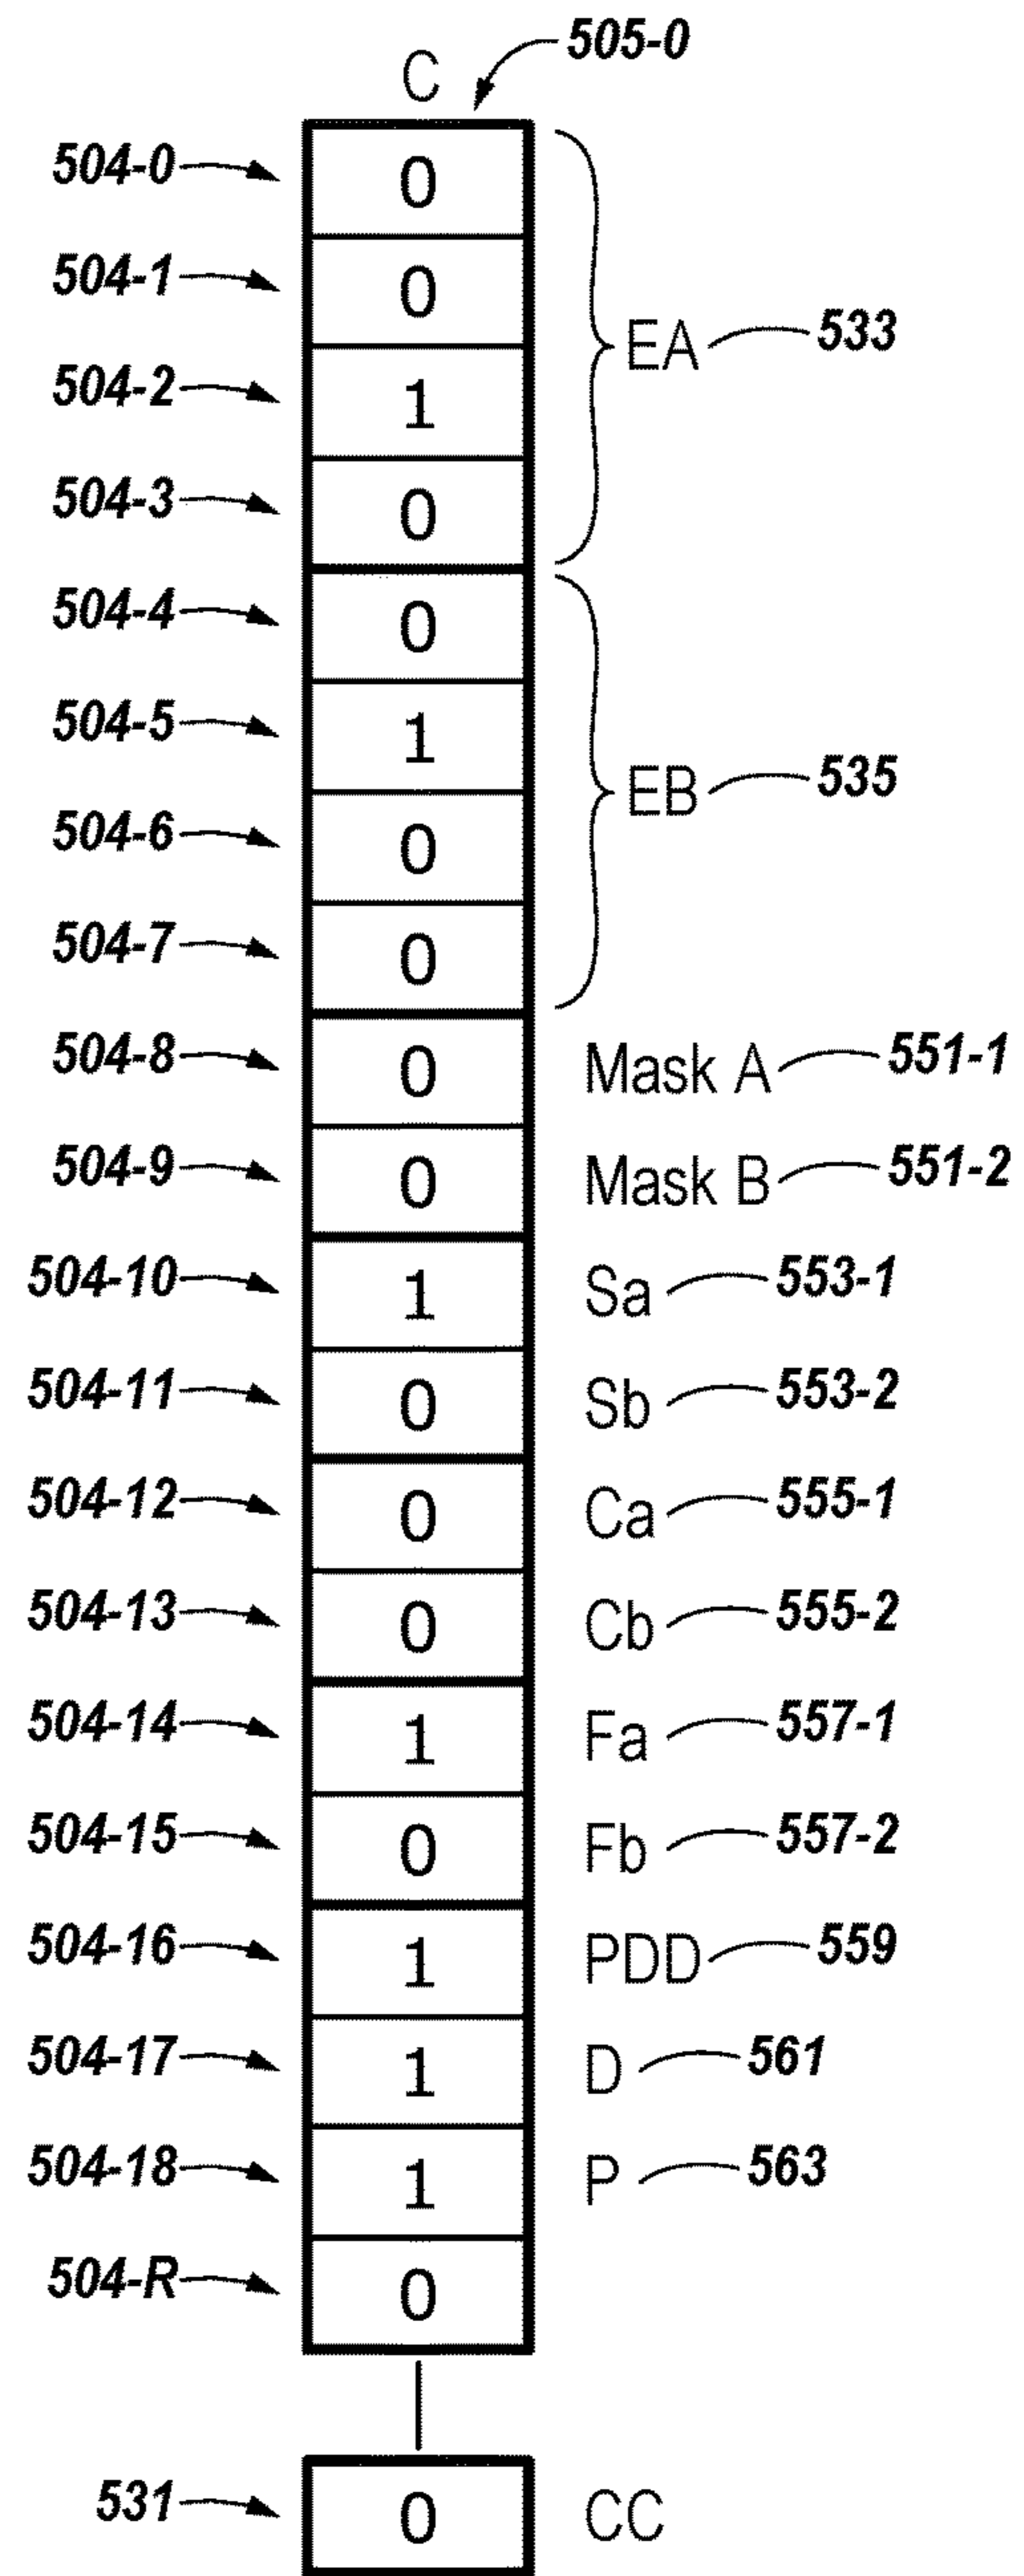 C 505-0
504-0 0
504-1 0
EA 533
504-2 1
504-3 0
504-4 0
504-5 1
EB 535
504-6 0
504-7 0
504-8 0 Mask A 551-1
504-9 0 Mask B 551-2
504-10 1 Sa 553-1
504-11 0 Sb 553-2
504-12 0 Ca 555-1
504-13 0 Cb 555-2
504-14 1 Fa 557-1
504-15 0 Fb 557-2
504-16 1 PDD 559
504-17 1 D 561
504-18 1 P 563
504-R 0
531 0 CC